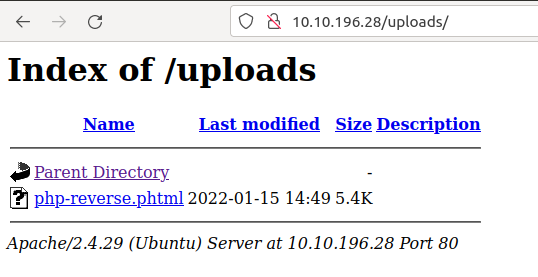 10.10.196.28/uploads/
Index of /uploads
Name Last modified Size Description
Parent Directory -
php-reverse.phtml 2022-01-15 14:49 5.4K
Apache/2.4.29 (Ubuntu) Server at 10.10.196.28 Port 80